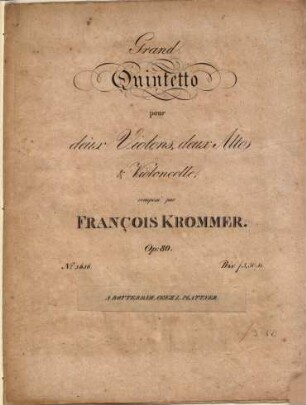 Grand
Quintetto
pour
deux Violons, deux Altos
& Violoncelle,
composé par
FRANÇOIS KROMMER.
Op: 80.
A ROTTERDAM, CHEZ L. PLATTNER.